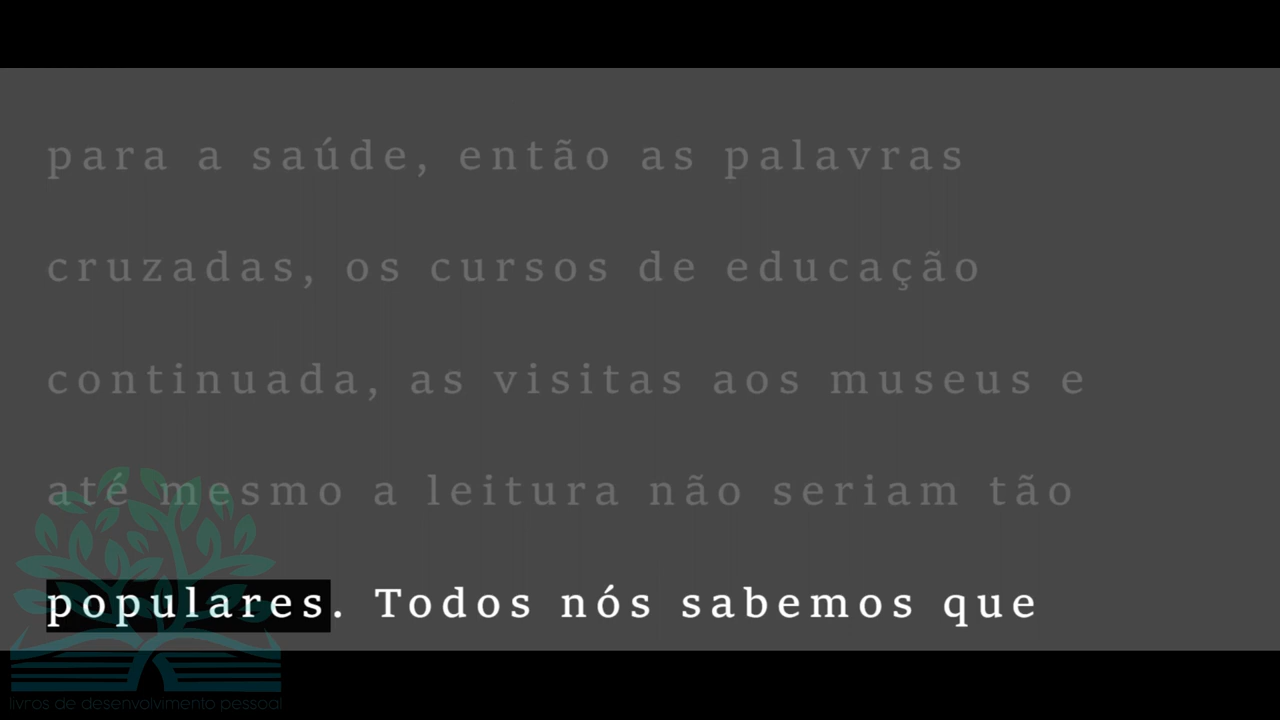 para a saúde, então as palavras
cruzadas, os cursos de educação
continuada, as visitas aos museus e
até mesmo a leitura não seriam tão
populares. Todos nós sabemos que
livros de desenvolvimento pessoal